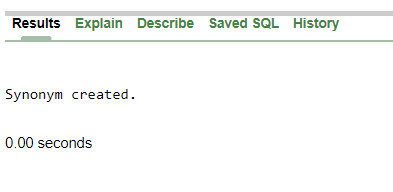 Results Explain Describe Saved SQL History
Synonym created.
0.00 seconds